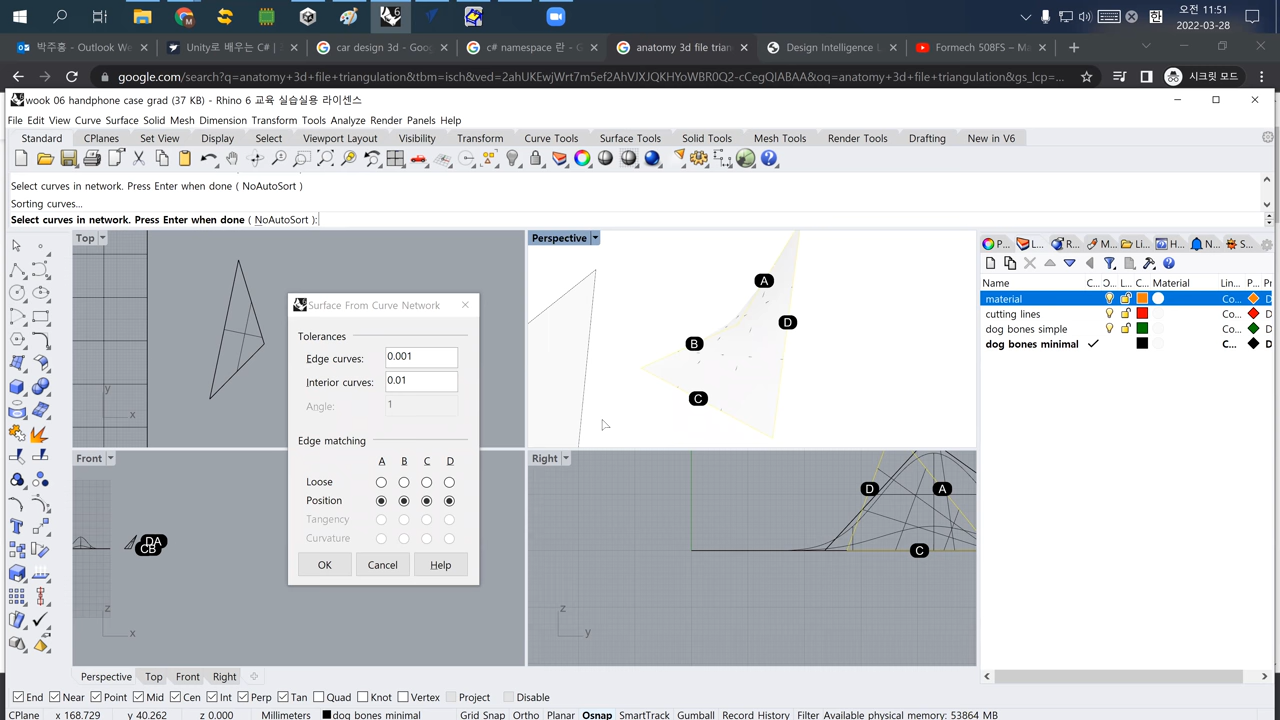 오전 11:51
한
2022-03-28
박주홍 - Outlook We
Unity로 배우는 C# |
car design 3d - Goo
c# namespace 란 - G
anatomy 3d file trian
Design Intelligence L
Formech 508FS – Ma
google.com/search?q=anatomy+3d+file+triangulation&tbm=isch&ved=2ahUKEwjWrt7m5ef2AhVJXJQKHYoWBR0Q2-cCegQIABAA&oq=anatomy+3d+file+triangulation&gs_lcp=
시크릿 모드
wook 06 handphone case grad (37 KB) - Rhino 6 교육 실습실용 라이센스
File Edit View Curve Surface Solid Mesh Dimension Transform Tools Analyze Render Panels Help
Standard CPlanes Set View Display Select Viewport Layout Visibility Transform Curve Tools Surface Tools Solid Tools Mesh Tools Render Tools Drafting New in V6
Select curves in network. Press Enter when done ( NoAutoSort )
Sorting curves...
Select curves in network. Press Enter when done ( NoAutoSort ):
Top
Perspective
P... L... R... M... Li... H... N... S...
Name C... O... L... C... Material Lin... P... P
material Co... D
cutting lines Co... D
dog bones simple Co... D
dog bones minimal C... D
A
D
B
C
y
x
Surface From Curve Network
Tolerances
Edge curves: 0.001
Interior curves: 0.01
Angle: 1
Edge matching
A B C D
Loose
Position
Tangency
Curvature
OK Cancel Help
Front
DA
CB
z
x
Right
D
A
C
z
y
Perspective Top Front Right
End Near Point Mid Cen Int Perp Tan Quad Knot Vertex Project Disable
CPlane x 168.729 y 40.262 z 0.000 Millimeters dog bones minimal Grid Snap Ortho Planar Osnap SmartTrack Gumball Record History Filter Available physical memory: 53864 MB